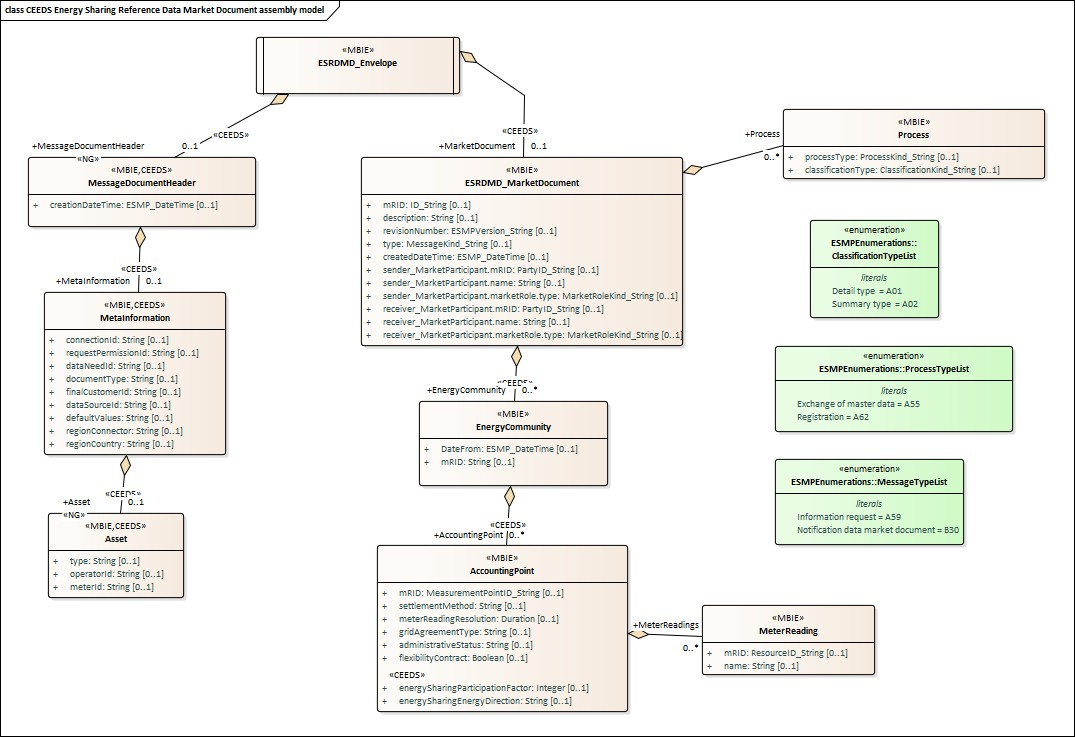 class CEEDS Energy Sharing Reference Data Market Document assembly model
«MBIE»
ESRDMD_Envelope
«CEEDS»
+MessageDocumentHeader
0..1
«NG»
«MBIE,CEEDS»
MessageDocumentHeader
+ creationDateTime: ESMP_DateTime [0..1]
«CEEDS»
+MetaInformation 0..1
«MBIE,CEEDS»
MetaInformation
+ connectionId: String [0..1]
+ requestPermissionId: String [0..1]
+ dataNeedId: String [0..1]
+ documentType: String [0..1]
+ finalCustomerId: String [0..1]
+ dataSourceId: String [0..1]
+ defaultValues: String [0..1]
+ regionConnector: String [0..1]
+ regionCountry: String [0..1]
«CEEDS»
+Asset 0..1
«NG»
«MBIE,CEEDS»
Asset
+ type: String [0..1]
+ operatorId: String [0..1]
+ meterId: String [0..1]
«CEEDS»
+MarketDocument 0..1
«MBIE»
ESRDMD_MarketDocument
+ mRID: ID_String [0..1]
+ description: String [0..1]
+ revisionNumber: ESMPVersion_String [0..1]
+ type: MessageKind_String [0..1]
+ createdDateTime: ESMP_DateTime [0..1]
+ sender_MarketParticipant.mRID: PartyID_String [0..1]
+ sender_MarketParticipant.name: String [0..1]
+ sender_MarketParticipant.marketRole.type: MarketRoleKind_String [0..1]
+ receiver_MarketParticipant.mRID: PartyID_String [0..1]
+ receiver_MarketParticipant.name: String [0..1]
+ receiver_MarketParticipant.marketRole.type: MarketRoleKind_String [0..1]
«CEEDS»
+EnergyCommunity 0..*
«MBIE»
EnergyCommunity
+ DateFrom: ESMP_DateTime [0..1]
+ mRID: String [0..1]
«CEEDS»
+AccountingPoint 0..*
«MBIE»
AccountingPoint
+ mRID: MeasurementPointID_String [0..1]
+ settlementMethod: String [0..1]
+ meterReadingResolution: Duration [0..1]
+ gridAgreementType: String [0..1]
+ administrativeStatus: String [0..1]
+ flexibilityContract: Boolean [0..1]
«CEEDS»
+ energySharingParticipationFactor: Integer [0..1]
+ energySharingEnergyDirection: String [0..1]
+MeterReadings
0..*
«MBIE»
MeterReading
+ mRID: ResourceID_String [0..1]
+ name: String [0..1]
+Process
0..*
«MBIE»
Process
+ processType: ProcessKind_String [0..1]
+ classificationType: ClassificationKind_String [0..1]
«enumeration»
ESMPEnumerations::
ClassificationTypeList
literals
Detail type = A01
Summary type = A02
«enumeration»
ESMPEnumerations::ProcessTypeList
literals
Exchange of master data = A55
Registration = A62
«enumeration»
ESMPEnumerations::MessageTypeList
literals
Information request = A59
Notification data market document = B30